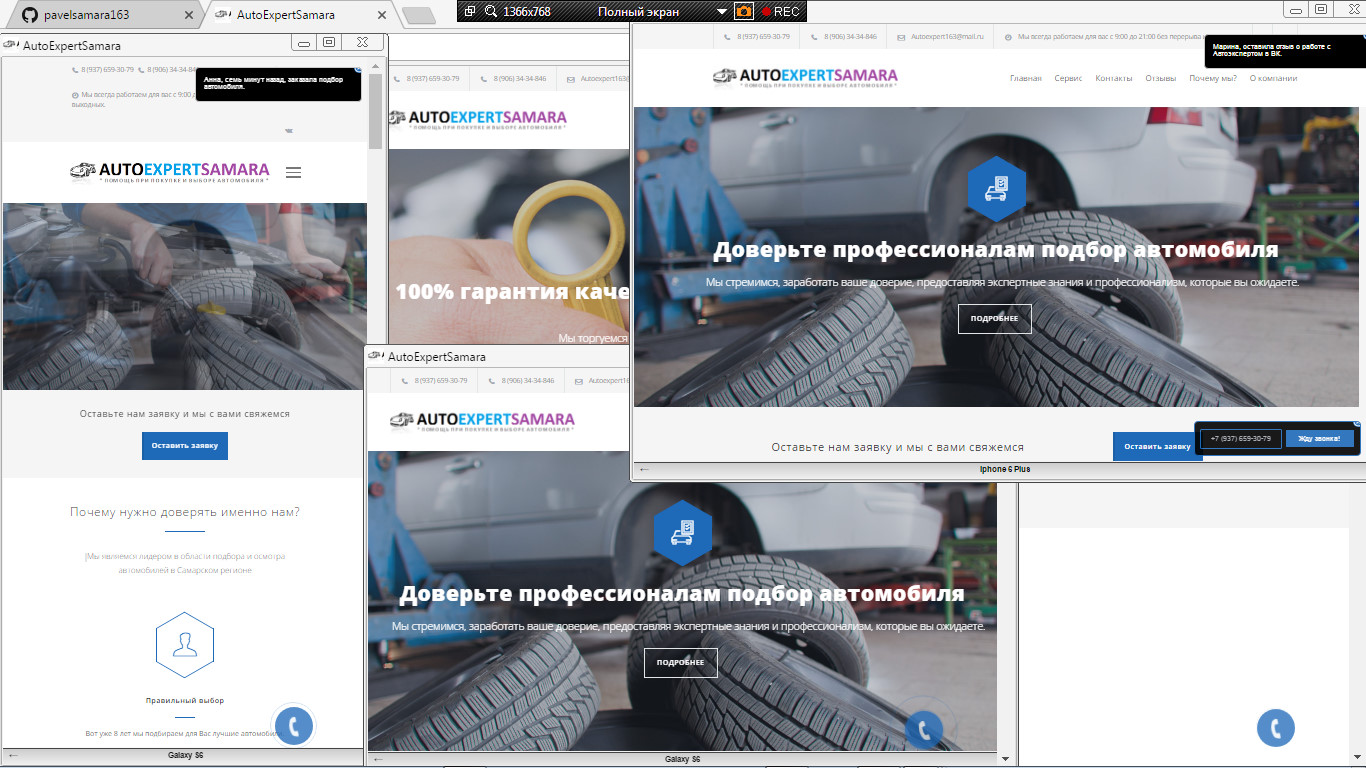 pavelsamara163
AutoExpertSamara
1366x768
Полный экран
REC
AutoExpertSamara
8 (937) 659-30-79
8 (906) 34-34-84
Мы всегда работаем для вас с 9:00 д
выходных.
Анна, семь минут назад, заказала подбор
автомобиля.
AUTOEXPERTSAMARA
" ПОМОЩЬ ПРИ ПОКУПКЕ И ВЫБОРЕ АВТОМОБИЛЯ "
Оставьте нам заявку и мы с вами свяжемся
Оставить заявку
Почему нужно доверять именно нам?
Мы являемся лидером в области подбора и осмотра
автомобилей в Самарском регионе
Правильный выбор
Вот уже 8 лет мы подбираем для Вас лучшие автомобили
Galaxy S6
8 (937) 659-30-79
8 (906) 34-34-846
Autoexpert163@
AUTOEXPERTSAMARA
" ПОМОЩЬ ПРИ ПОКУПКЕ И ВЫБОРЕ АВТОМОБИЛЯ "
100% гарантия каче
Мы торгуемся
AutoExpertSamara
8 (937) 659-30-79
8 (906) 34-34-846
Autoexpert16
AUTOEXPERTSAMARA
" ПОМОЩЬ ПРИ ПОКУПКЕ И ВЫБОРЕ АВТОМОБИЛЯ "
Доверьте профессионалам подбор автомобиля
Мы стремимся, заработать ваше доверие, предоставляя экспертные знания и профессионализм, которые вы ожидаете.
ПОДРОБНЕЕ
Galaxy S6
8 (937) 659-30-79
8 (906) 34-34-846
Autoexpert163@mail.ru
Мы всегда работаем для вас с 9:00 до 21:00 без перерыва
Марина, оставила отзыв о работе с
Автоэкспертом в ВК.
AUTOEXPERTSAMARA
" ПОМОЩЬ ПРИ ПОКУПКЕ И ВЫБОРЕ АВТОМОБИЛЯ "
Главная
Сервис
Контакты
Отзывы
Почему мы?
О компании
Доверьте профессионалам подбор автомобиля
Мы стремимся, заработать ваше доверие, предоставляя экспертные знания и профессионализм, которые вы ожидаете.
ПОДРОБНЕЕ
Оставьте нам заявку и мы с вами свяжемся
Оставить заявку
+7 (937) 659-30-79
Жду звонка!
Iphone 6 Plus